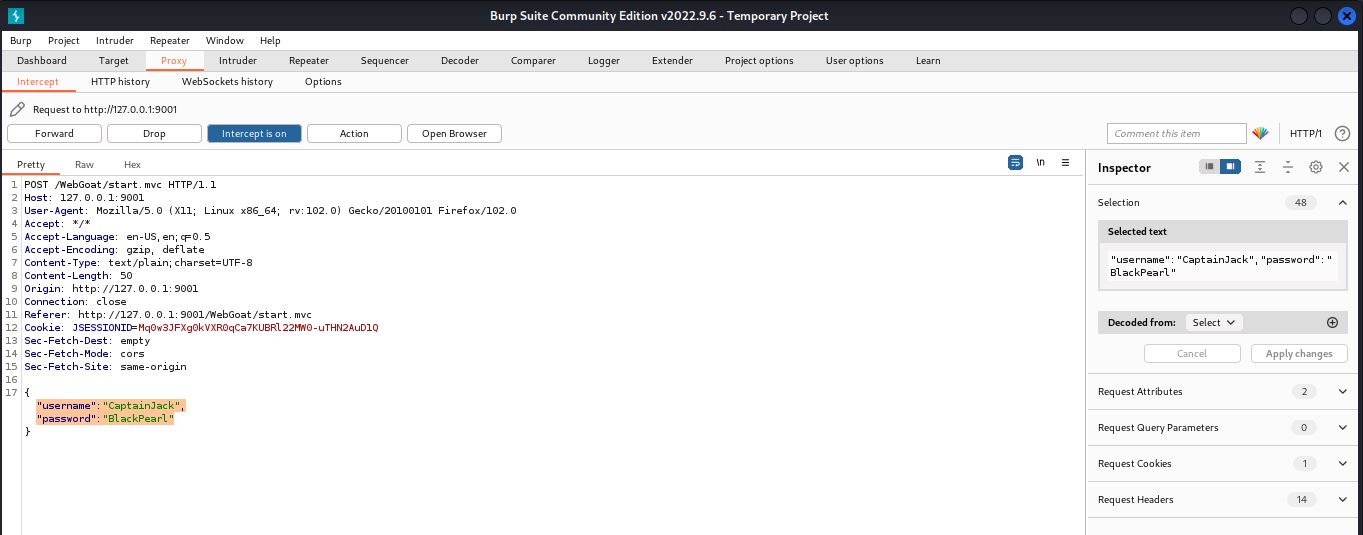 Burp Suite Community Edition v2022.9.6 - Temporary Project
Burp Project Intruder Repeater Window Help
Dashboard Target Proxy Intruder Repeater Sequencer Decoder Comparer Logger Extender Project options User options Learn
Intercept HTTP history WebSockets history Options
Request to http://127.0.0.1:9001
Forward Drop Intercept is on Action Open Browser Comment this item HTTP/1 ?
Pretty Raw Hex \n
1 POST /WebGoat/start.mvc HTTP/1.1
2 Host: 127.0.0.1:9001
3 User-Agent: Mozilla/5.0 (X11; Linux x86_64; rv:102.0) Gecko/20100101 Firefox/102.0
4 Accept: */*
5 Accept-Language: en-US,en;q=0.5
6 Accept-Encoding: gzip, deflate
7 Content-Type: text/plain;charset=UTF-8
8 Content-Length: 50
9 Origin: http://127.0.0.1:9001
10 Connection: close
11 Referer: http://127.0.0.1:9001/WebGoat/start.mvc
12 Cookie: JSESSIONID=Mq0w3JFXg0kVXR0qCa7KUBRl22MW0-uTHN2AuD1Q
13 Sec-Fetch-Dest: empty
14 Sec-Fetch-Mode: cors
15 Sec-Fetch-Site: same-origin
16
17 {
"username":"CaptainJack",
"password":"BlackPearl"
}
Inspector
Selection 48
Selected text
"username":"CaptainJack","password":"
BlackPearl"
Decoded from: Select
Cancel Apply changes
Request Attributes 2
Request Query Parameters 0
Request Cookies 1
Request Headers 14